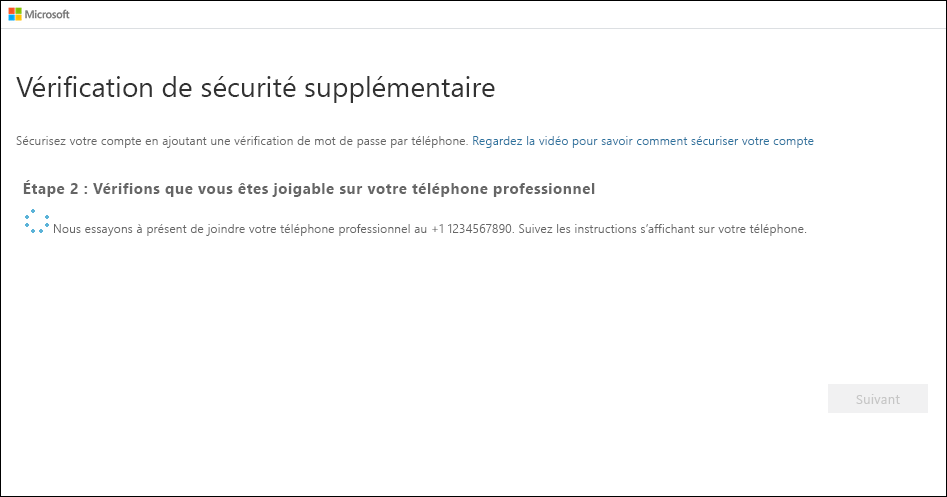 Microsoft
Vérification de sécurité supplémentaire
Sécurisez votre compte en ajoutant une vérification de mot de passe par téléphone. Regardez la vidéo pour savoir comment sécuriser votre compte
Étape 2 : Vérifions que vous êtes joigable sur votre téléphone professionnel
Nous essayons à présent de joindre votre téléphone professionnel au +1 1234567890. Suivez les instructions s’affichant sur votre téléphone.
Suivant